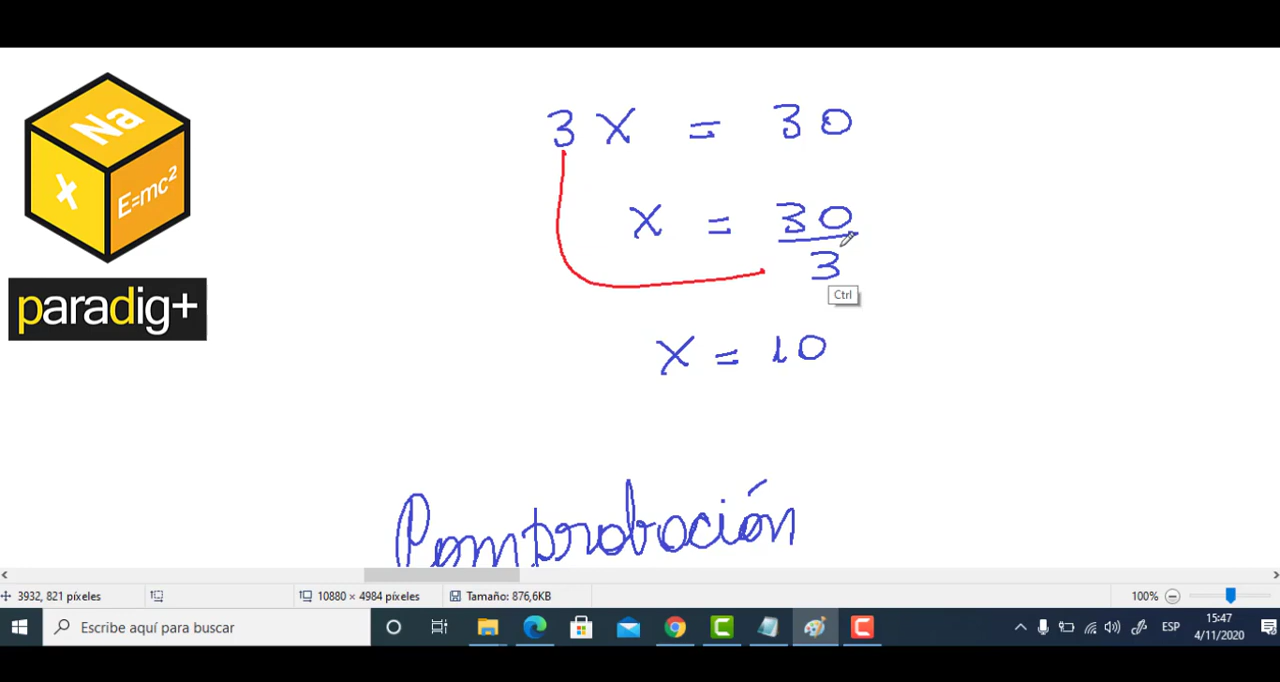 Na
X
E=mc²
paradig+
3x = 30
x = 30
3
Ctrl
x = 10
Pomprobación
3932, 821 píxeles
10880 × 4984 píxeles
Tamaño: 876,6KB
100%
Escribe aquí para buscar
ESP
15:47
4/11/2020